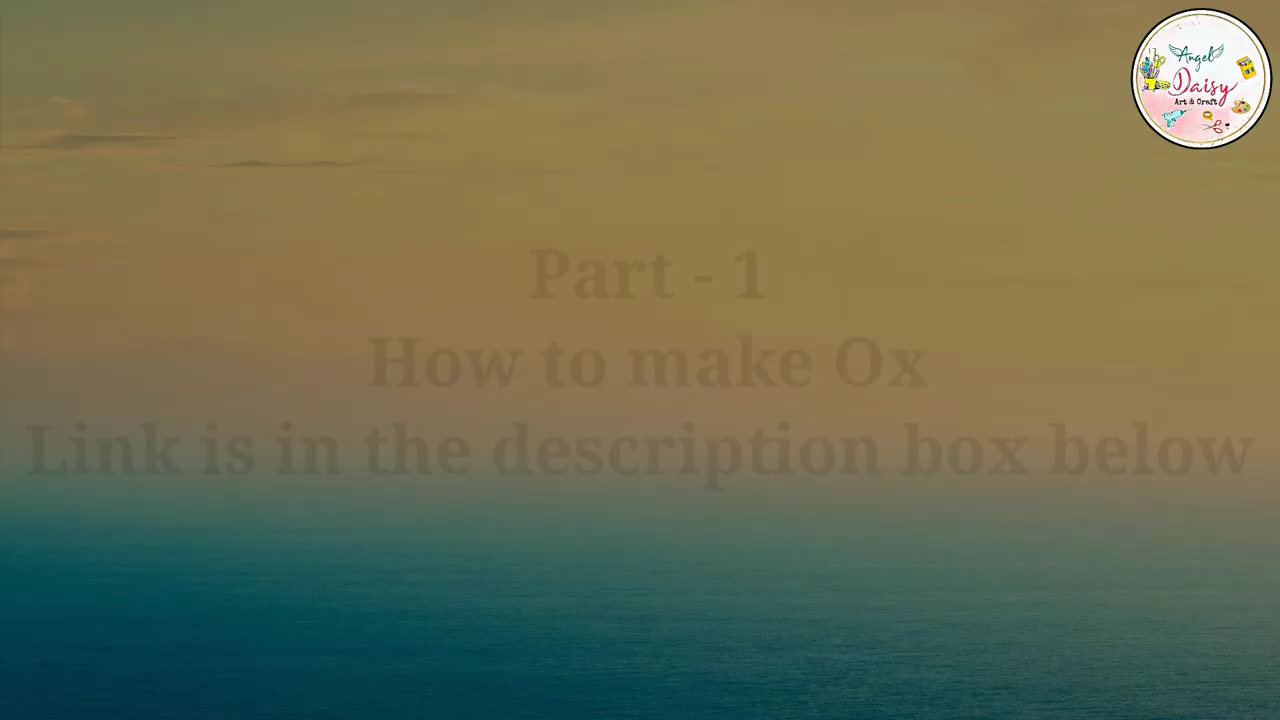 Angel
Daisy
Art & Craft
Part - 1
How to make Ox
Link is in the description box below